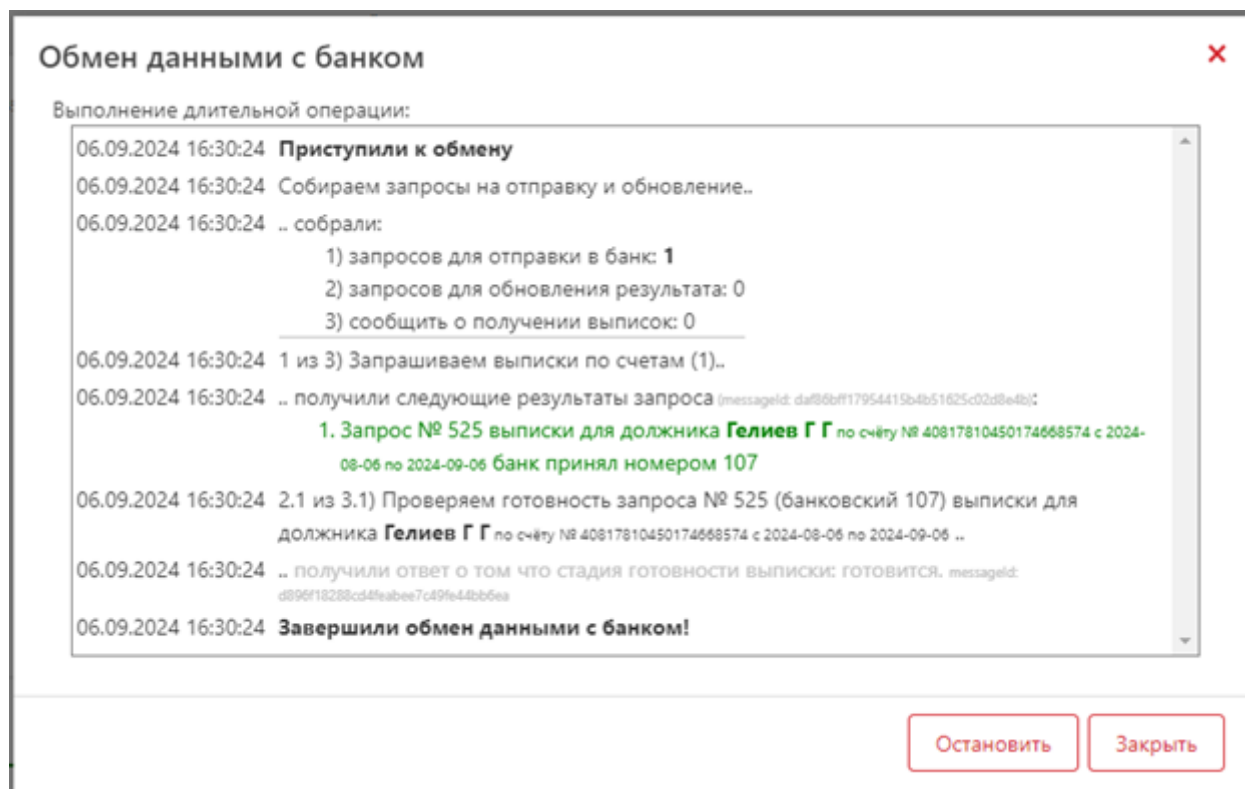 Обмен данными с банком
Выполнение длительной операции:
06.09.2024 16:30:24 Приступили к обмену
06.09.2024 16:30:24 Собираем запросы на отправку и обновление..
06.09.2024 16:30:24 .. собрали:
1) запросов для отправки в банк: 1
2) запросов для обновления результата: 0
3) сообщить о получении выписок: 0
06.09.2024 16:30:24 1 из 3) Запрашиваем выписки по счетам (1)..
06.09.2024 16:30:24 .. получили следующие результаты запроса (messageId: daf86bff17954415b4b51625c02d8e4b):
1. Запрос № 525 выписки для должника Гелиев Г Г по счёту № 40817810450174668574 с 2024-
08-06 по 2024-09-06 банк принял номером 107
06.09.2024 16:30:24 2.1 из 3.1) Проверяем готовность запроса № 525 (банковский 107) выписки для
должника Гелиев Г Г по счёту № 40817810450174668574 с 2024-08-06 по 2024-09-06 ..
06.09.2024 16:30:24 .. получили ответ о том что стадия готовности выписки: готовится. messageId:
d896f18288cd4feabee7c49fe44bb6ea
06.09.2024 16:30:24 Завершили обмен данными с банком!
Остановить
Закрыть